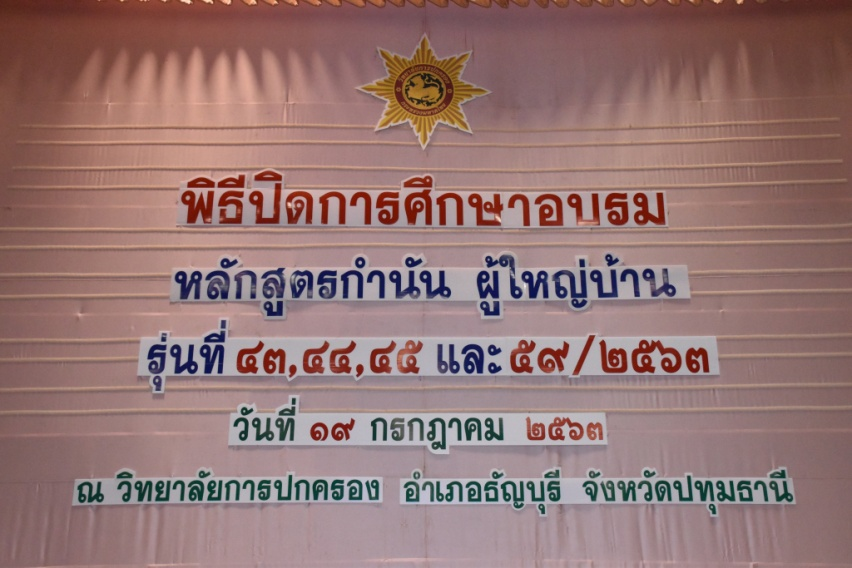 พิธีปิดการศึกษาอบรม
หลักสูตรกำนัน ผู้ใหญ่บ้าน
รุ่นที่ ๔๓,๔๔,๔๕ และ ๕๙/๒๕๖๓
วันที่ ๑๙ กรกฎาคม ๒๕๖๓
ณ วิทยาลัยการปกครอง อำเภอธัญบุรี จังหวัดปทุมธานี